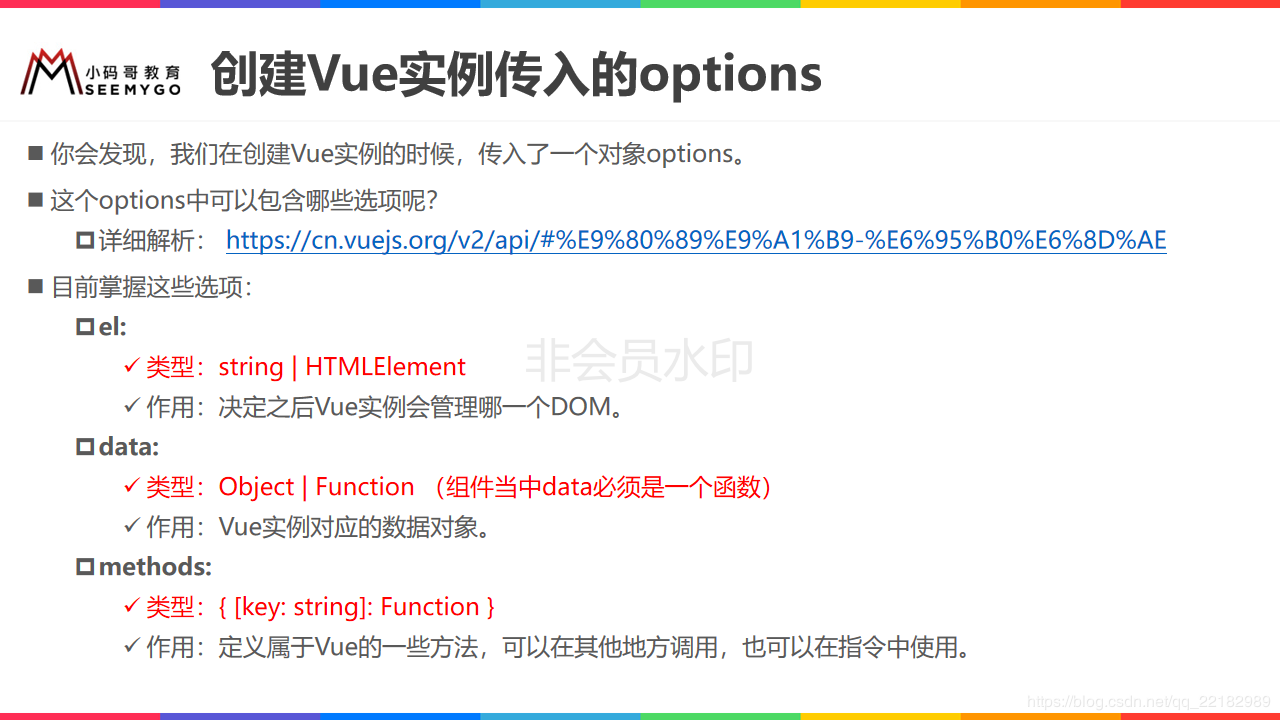 小码哥教育
SEEMYGO
创建Vue实例传入的options
你会发现，我们在创建Vue实例的时候，传入了一个对象options。
这个options中可以包含哪些选项呢？
详细解析： https://cn.vuejs.org/v2/api/#%E9%80%89%E9%A1%B9-%E6%95%B0%E6%8D%AE
目前掌握这些选项：
el:
类型：string | HTMLElement
非会员水印
作用：决定之后Vue实例会管理哪一个DOM。
data:
类型：Object | Function （组件当中data必须是一个函数）
作用：Vue实例对应的数据对象。
methods:
类型：{ [key: string]: Function }
作用：定义属于Vue的一些方法，可以在其他地方调用，也可以在指令中使用。
https://blog.csdn.net/qq_22182989